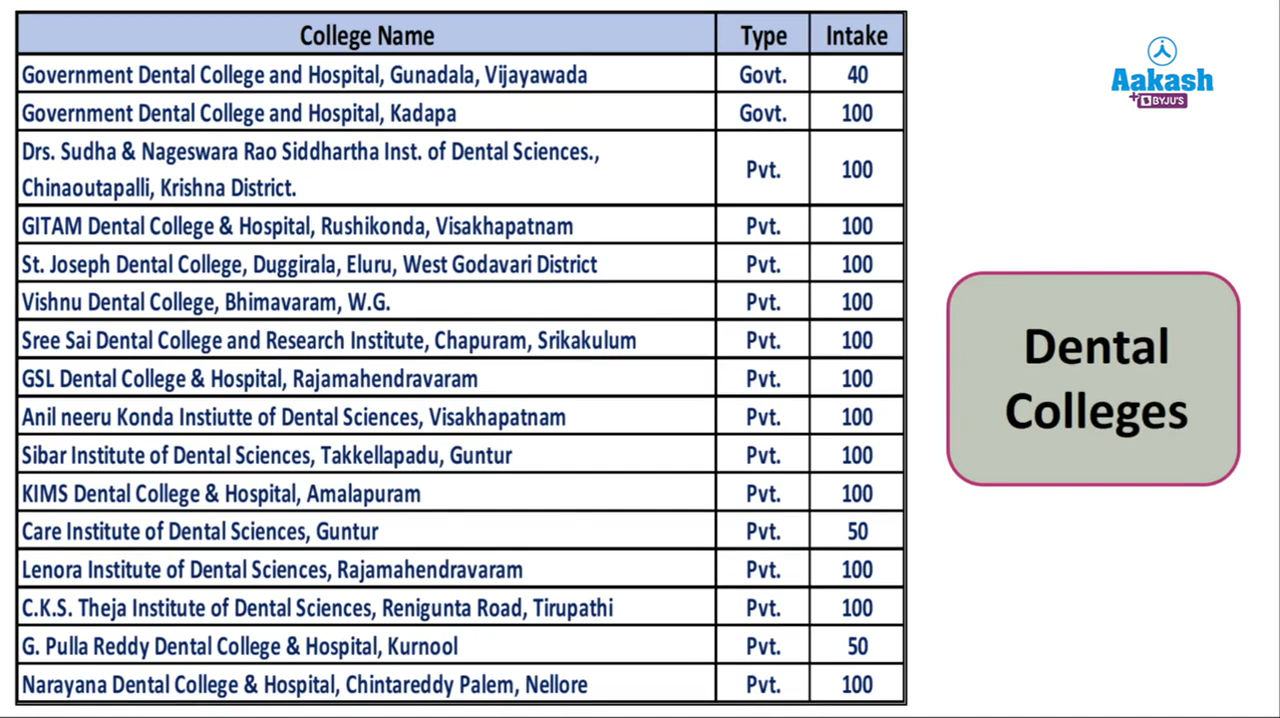 College Name Type Intake
Government Dental College and Hospital, Gunadala, Vijayawada Govt. 40
Government Dental College and Hospital, Kadapa Govt. 100
Drs. Sudha & Nageswara Rao Siddhartha Inst. of Dental Sciences.,
Chinaoutapalli, Krishna District. Pvt. 100
GITAM Dental College & Hospital, Rushikonda, Visakhapatnam Pvt. 100
St. Joseph Dental College, Duggirala, Eluru, West Godavari District Pvt. 100
Vishnu Dental College, Bhimavaram, W.G. Pvt. 100
Sree Sai Dental College and Research Institute, Chapuram, Srikakulum Pvt. 100
GSL Dental College & Hospital, Rajamahendravaram Pvt. 100
Anil neeru Konda Instiutte of Dental Sciences, Visakhapatnam Pvt. 100
Sibar Institute of Dental Sciences, Takkellapadu, Guntur Pvt. 100
KIMS Dental College & Hospital, Amalapuram Pvt. 100
Care Institute of Dental Sciences, Guntur Pvt. 50
Lenora Institute of Dental Sciences, Rajamahendravaram Pvt. 100
C.K.S. Theja Institute of Dental Sciences, Renigunta Road, Tirupathi Pvt. 100
G. Pulla Reddy Dental College & Hospital, Kurnool Pvt. 50
Narayana Dental College & Hospital, Chintareddy Palem, Nellore Pvt. 100
Aakash
+ BYJU'S
Dental
Colleges